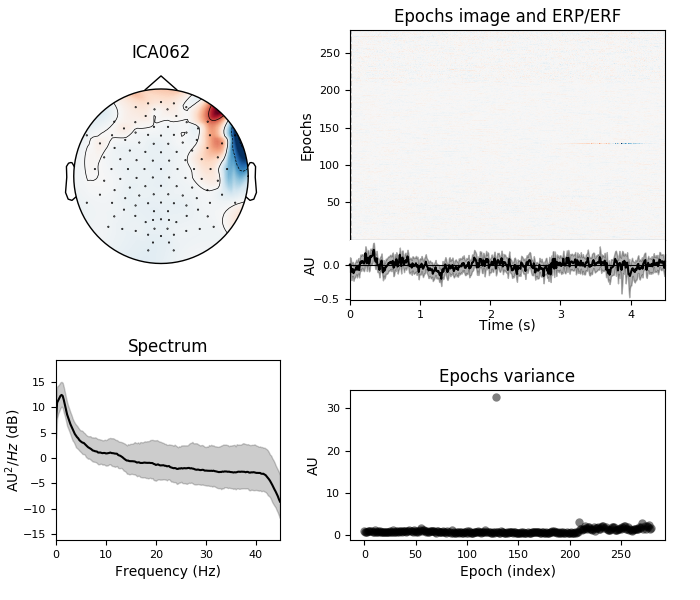 ICA062
Epochs image and ERP/ERF
Epochs
250
200
150
100
50
AU
0.0
−0.5
0 1 2 3 4
Time (s)
Spectrum
AU²/Hz (dB)
15
10
5
0
−5
−10
−15
0 10 20 30 40
Frequency (Hz)
Epochs variance
AU
30
20
10
0
0 50 100 150 200 250
Epoch (index)